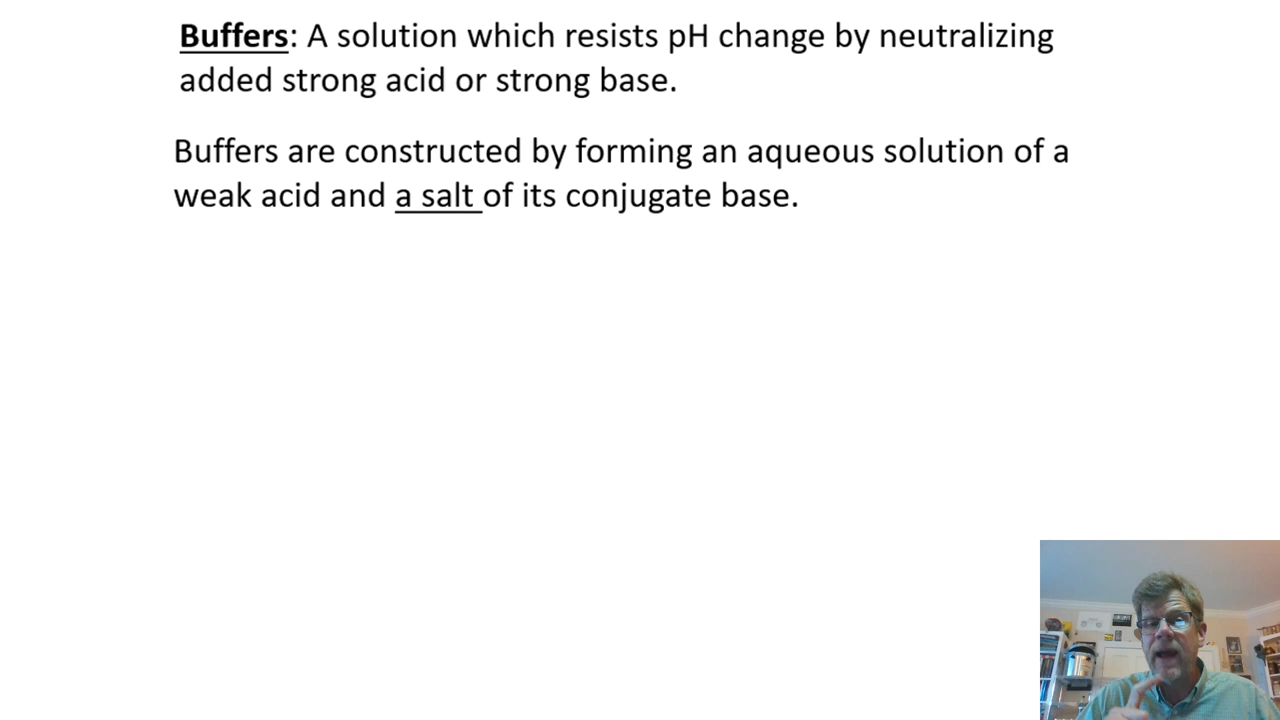 Buffers: A solution which resists pH change by neutralizing
added strong acid or strong base.
Buffers are constructed by forming an aqueous solution of a
weak acid and a salt of its conjugate base.